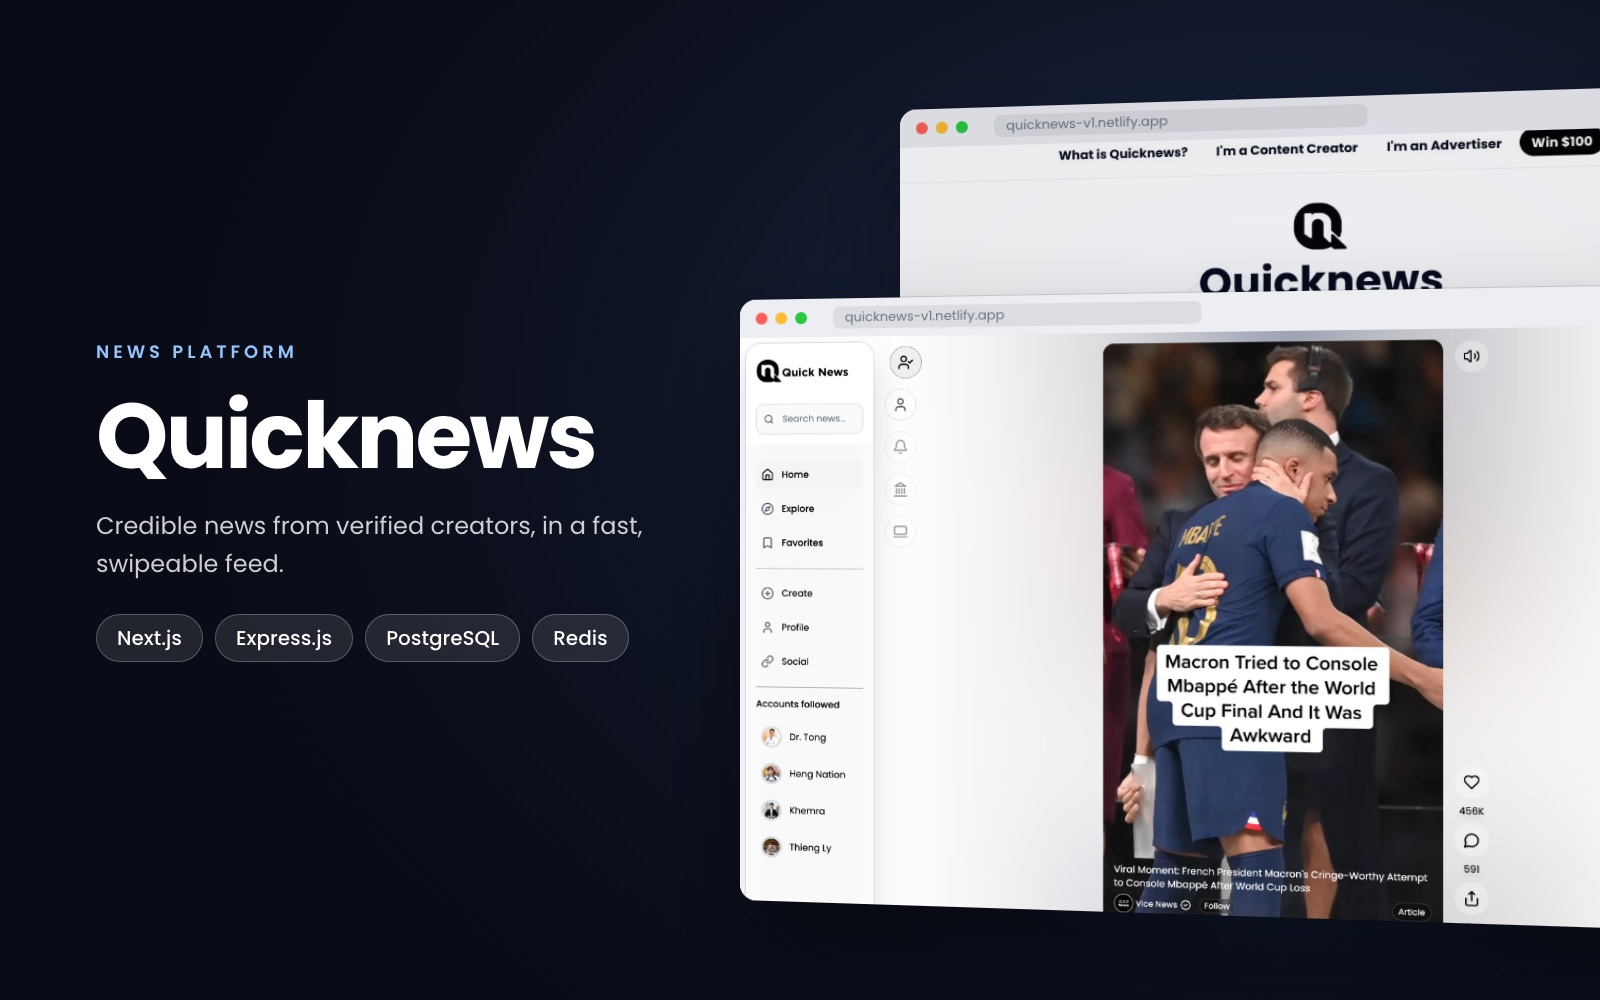 NEWS PLATFORM
Quicknews
Credible news from verified creators, in a fast,
swipeable feed.
Next.js
Express.js
PostgreSQL
Redis
quicknews-v1.netlify.app
What is Quicknews?
I'm a Content Creator
I'm an Advertiser
Win $100
Quicknews
quicknews-v1.netlify.app
Quick News
Search news...
Home
Explore
Favorites
Create
Profile
Social
Accounts followed
Dr. Tong
Heng Nation
Khemra
Thieng Ly
MBAPPE
10
Macron Tried to Console
Mbappé After the World
Cup Final And It Was
Awkward
Viral Moment: French President Macron's Cringe-Worthy Attempt
to Console Mbappé After World Cup Loss
Vice News
Follow
Article
456K
591